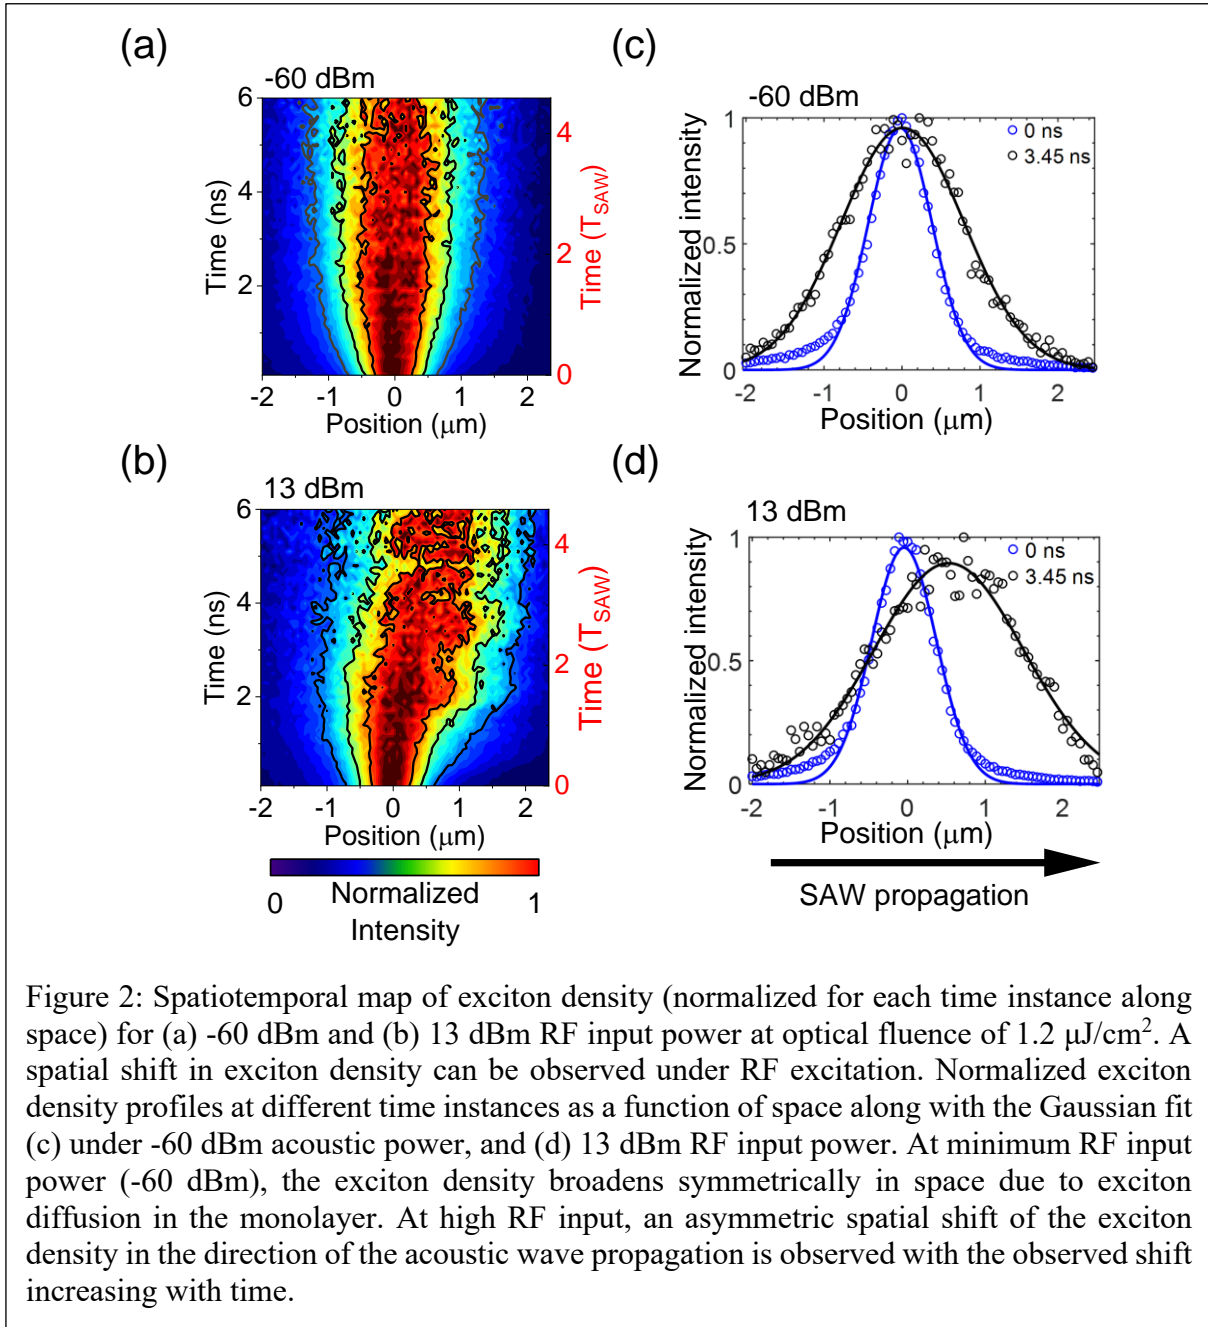 (a)
-60 dBm
6
4
2
Time (ns)
4
2
0
Time (TSAW)
-2 -1 0 1 2
Position (μm)
(c)
-60 dBm
1
0.5
0
Normalized intensity
0 ns
3.45 ns
-2 -1 0 1 2
Position (μm)
(b)
13 dBm
6
4
2
Time (ns)
4
2
0
Time (TSAW)
-2 -1 0 1 2
Position (μm)
0 Normalized 1
Intensity
(d)
13 dBm
1
0.5
0
Normalized intensity
0 ns
3.45 ns
-2 -1 0 1 2
Position (μm)
SAW propagation
Figure 2: Spatiotemporal map of exciton density (normalized for each time instance along
space) for (a) -60 dBm and (b) 13 dBm RF input power at optical fluence of 1.2 μJ/cm². A
spatial shift in exciton density can be observed under RF excitation. Normalized exciton
density profiles at different time instances as a function of space along with the Gaussian fit
(c) under -60 dBm acoustic power, and (d) 13 dBm RF input power. At minimum RF input
power (-60 dBm), the exciton density broadens symmetrically in space due to exciton
diffusion in the monolayer. At high RF input, an asymmetric spatial shift of the exciton
density in the direction of the acoustic wave propagation is observed with the observed shift
increasing with time.